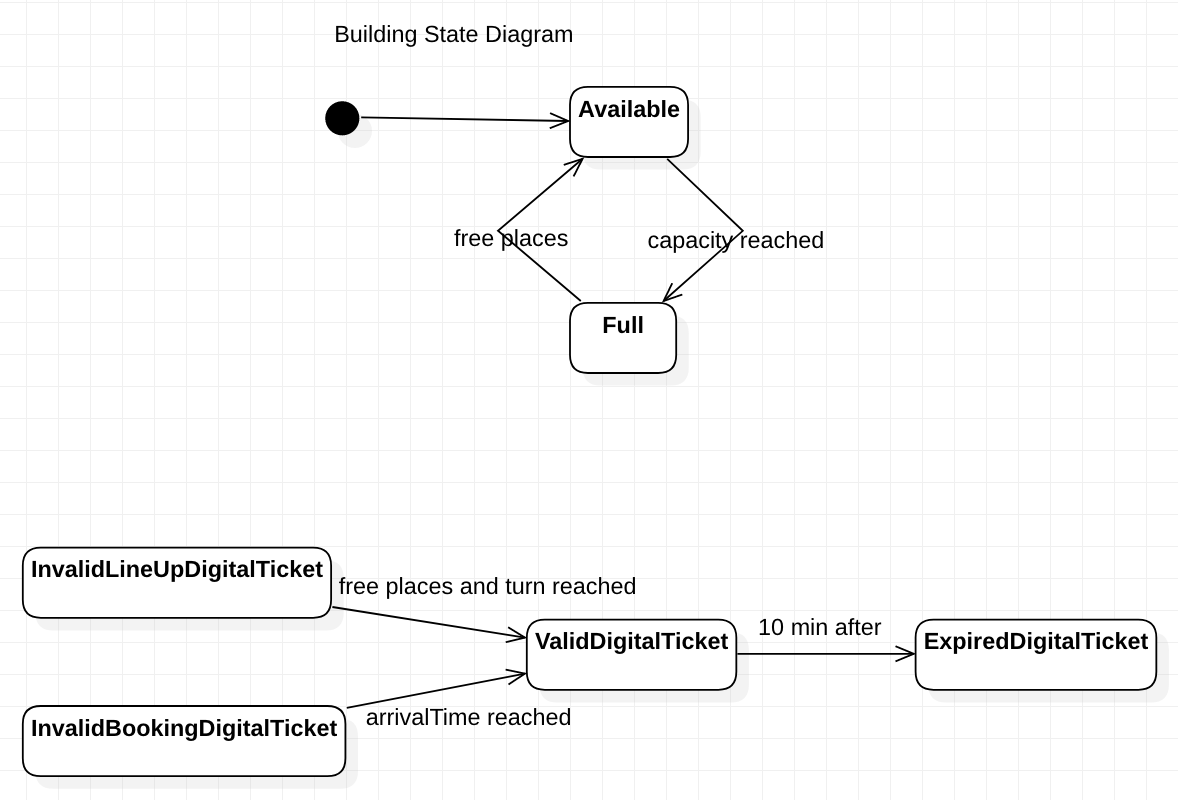 Building State Diagram
Available
free places
capacity reached
Full
InvalidLineUpDigitalTicket
free places and turn reached
ValidDigitalTicket
10 min after
ExpiredDigitalTicket
InvalidBookingDigitalTicket
arrivalTime reached